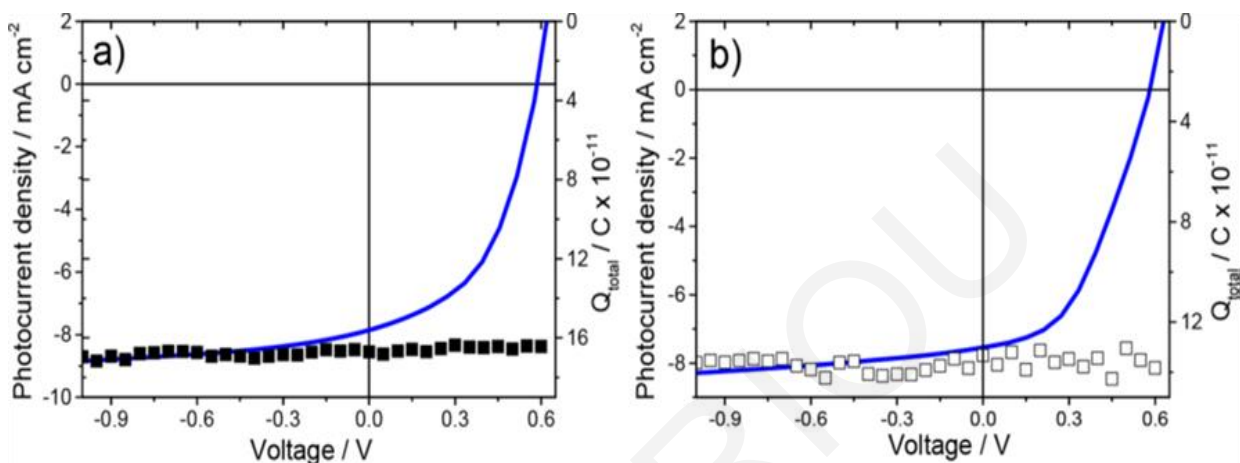 a)
Photocurrent density / mA cm⁻²
2
0
-2
-4
-6
-8
-10
-0.9 -0.6 -0.3 0.0 0.3 0.6
Voltage / V
0
4
8
12
16
Q_total / C x 10⁻¹¹
b)
Photocurrent density / mA cm⁻²
2
0
-2
-4
-6
-8
-0.9 -0.6 -0.3 0.0 0.3 0.6
Voltage / V
0
4
8
12
Q_total / C x 10⁻¹¹
RIOU